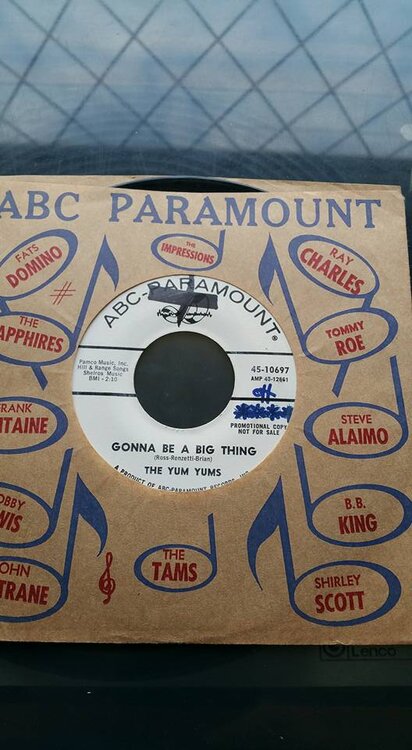 ABC PARAMOUNT
FATS
DOMINO
THE
IMPRESSIONS
RAY
CHARLES
THE
APPHIRES
TOMMY
ROE
RANK
NTAINE
STEVE
ALAIMO
OBBY
WIS
B.B.
KING
OHN
TRANE
THE
TAMS
SHIRLEY
SCOTT
ABC-PARAMOUNT®
Pamco Music, Inc.
Hill & Range Songs
Shelros Music
BMI - 2:10
45-10697
AMP 45-12861
PROMOTIONAL COPY
NOT FOR SALE
GONNA BE A BIG THING
(Ross-Renzetti-Brian)
THE YUM YUMS
A PRODUCT OF ABC-PARAMOUNT RECORDS, INC.
Lenco